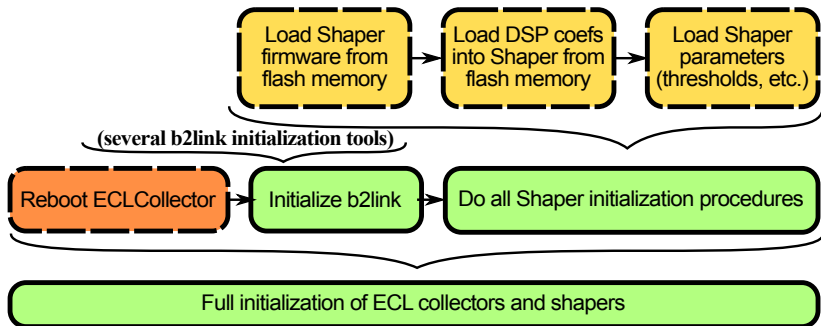 Load Shaper
firmware from
flash memory
Load DSP coefs
into Shaper from
flash memory
Load Shaper
parameters
(thresholds, etc.)
(several b2link initialization tools)
Reboot ECLCollector
Initialize b2link
Do all Shaper initialization procedures
Full initialization of ECL collectors and shapers